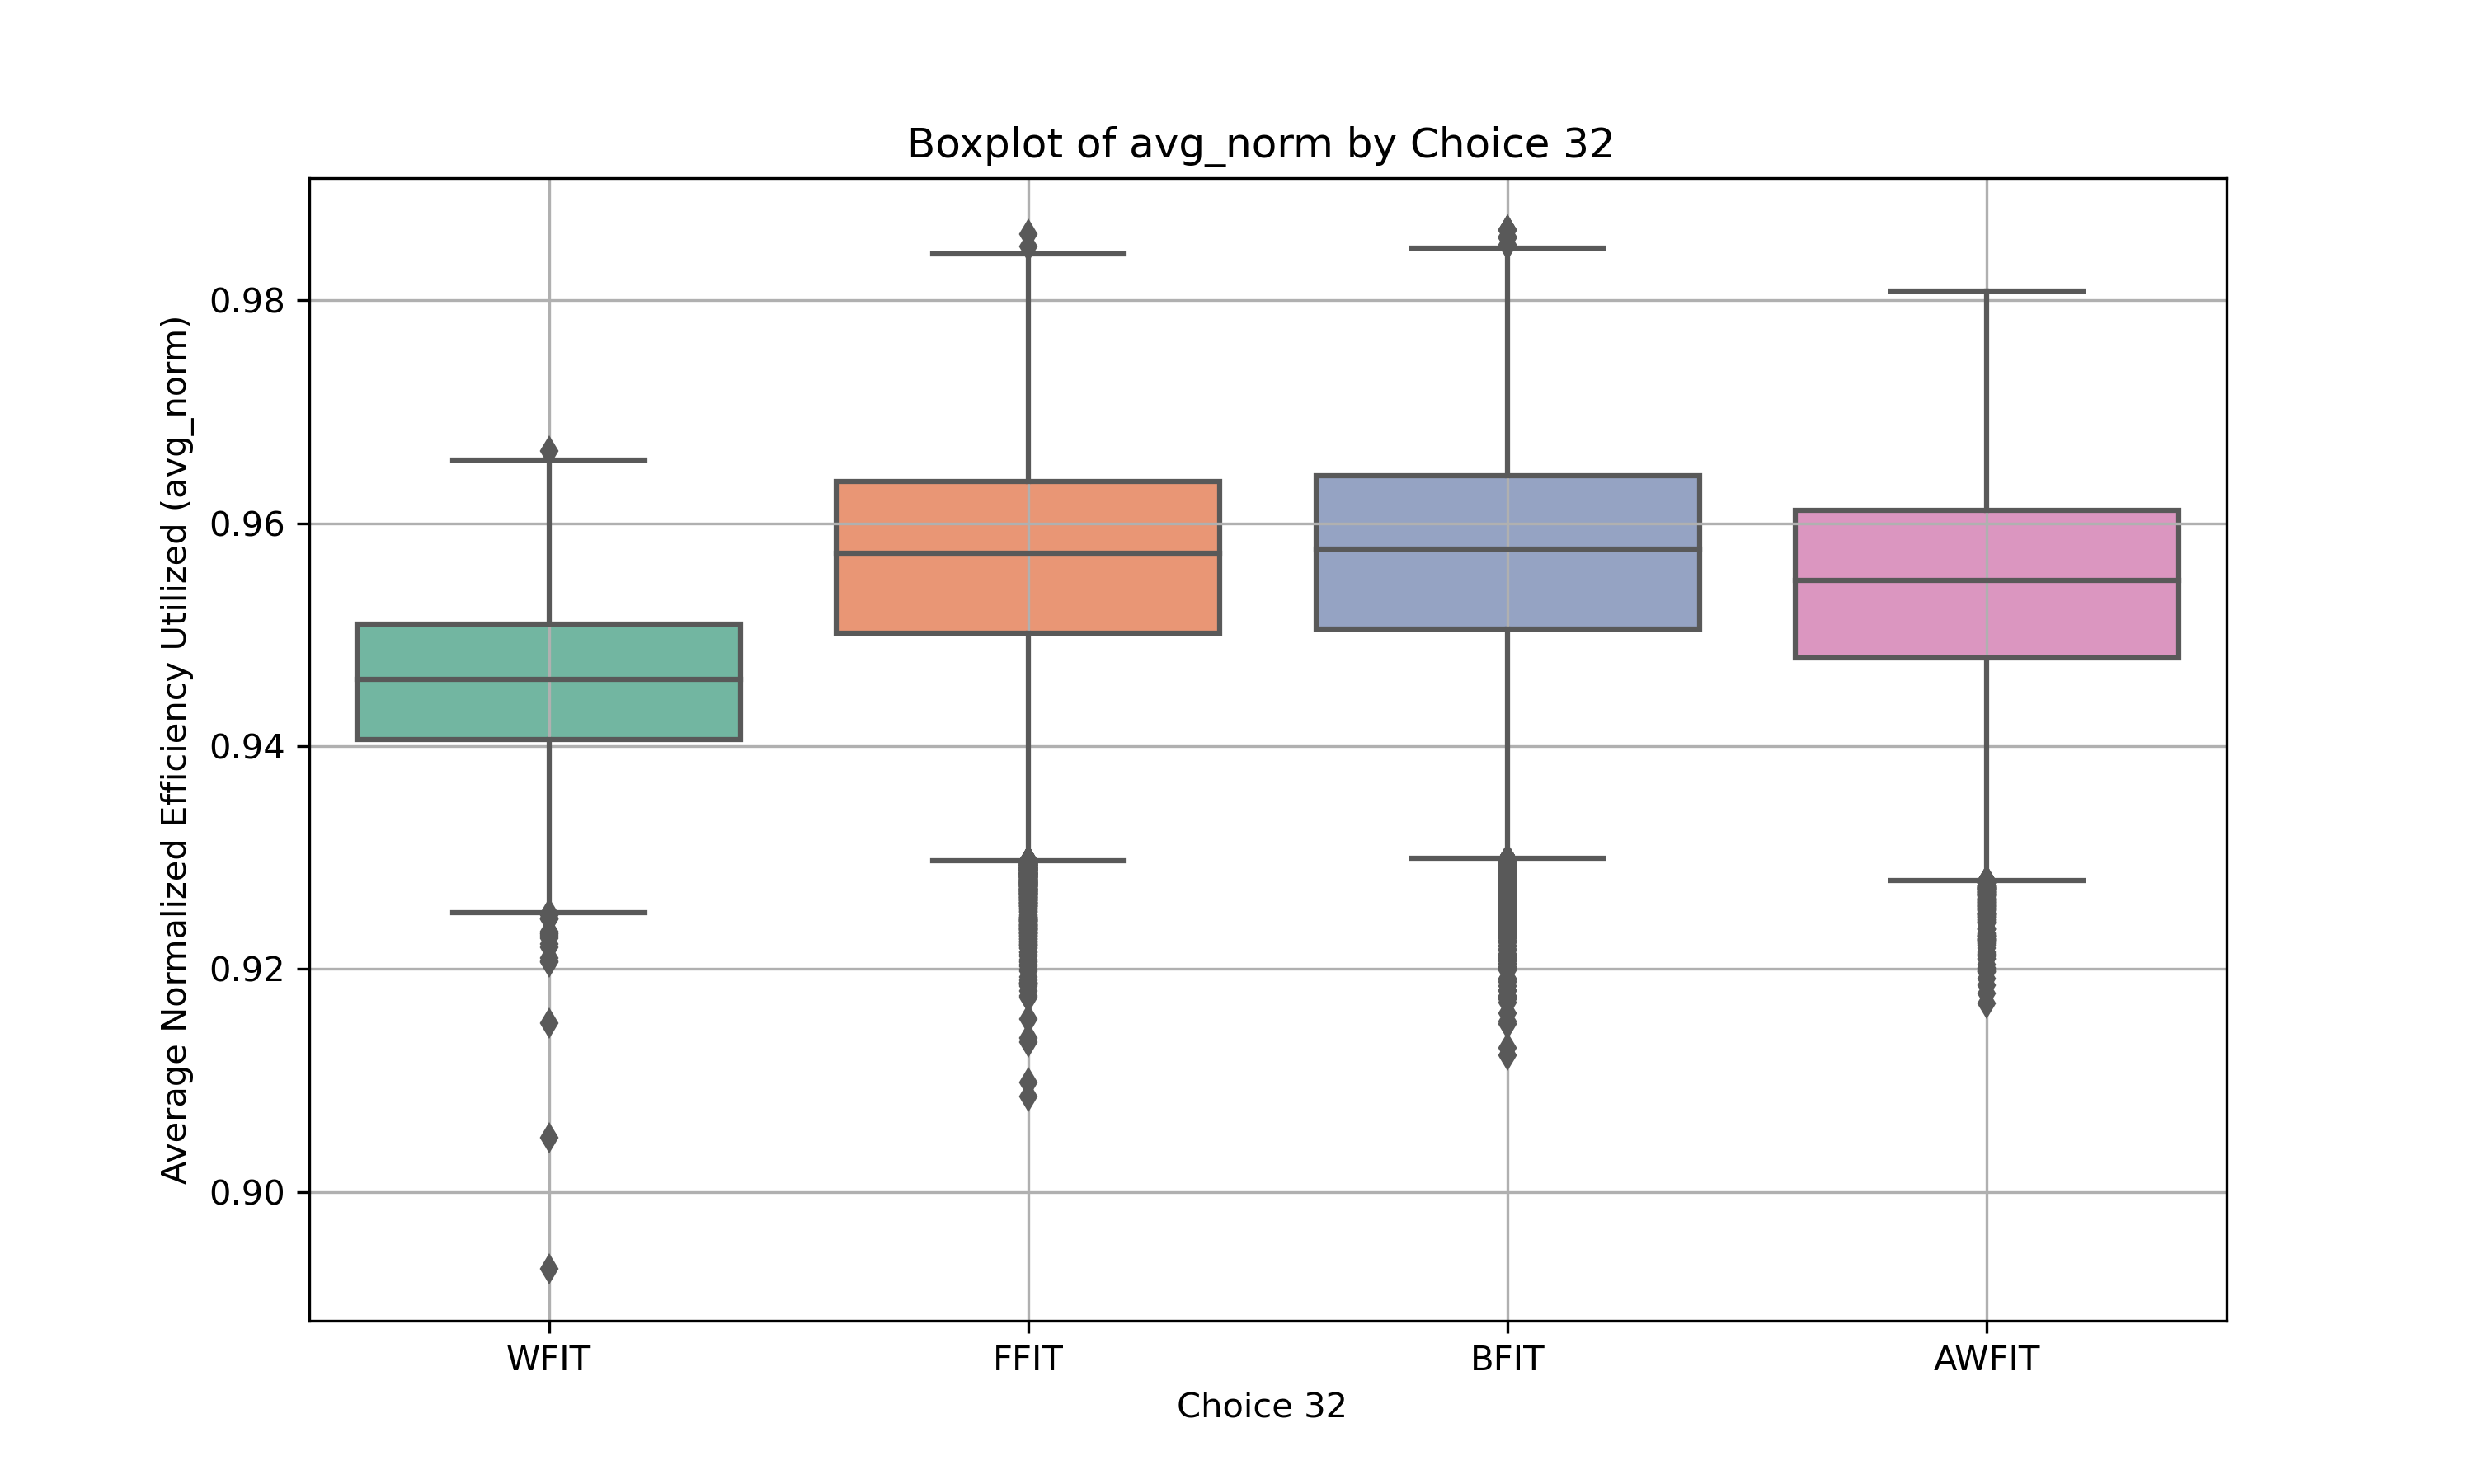 Boxplot of avg_norm by Choice 32
Average Normalized Efficiency Utilized (avg_norm)
0.98
0.96
0.94
0.92
0.90
WFIT
FFIT
BFIT
AWFIT
Choice 32